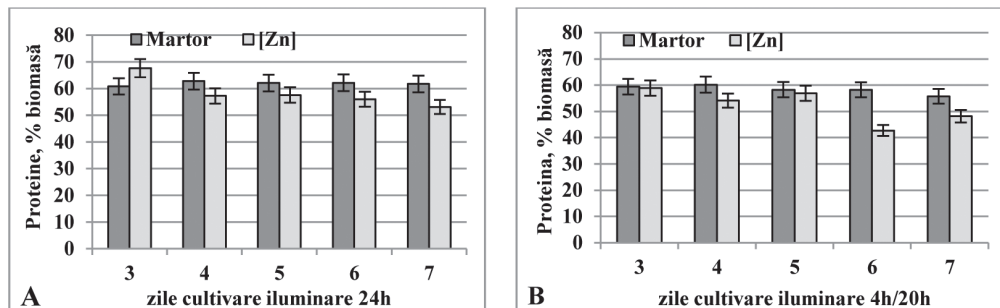 Proteine, % biomasă
80
70
60
50
40
30
20
10
0
Martor [Zn]
3 4 5 6 7
A zile cultivare iluminare 24h
Proteina, % biomasă
80
70
60
50
40
30
20
10
0
Martor [Zn]
3 4 5 6 7
B zile cultivare iluminare 4h/20h